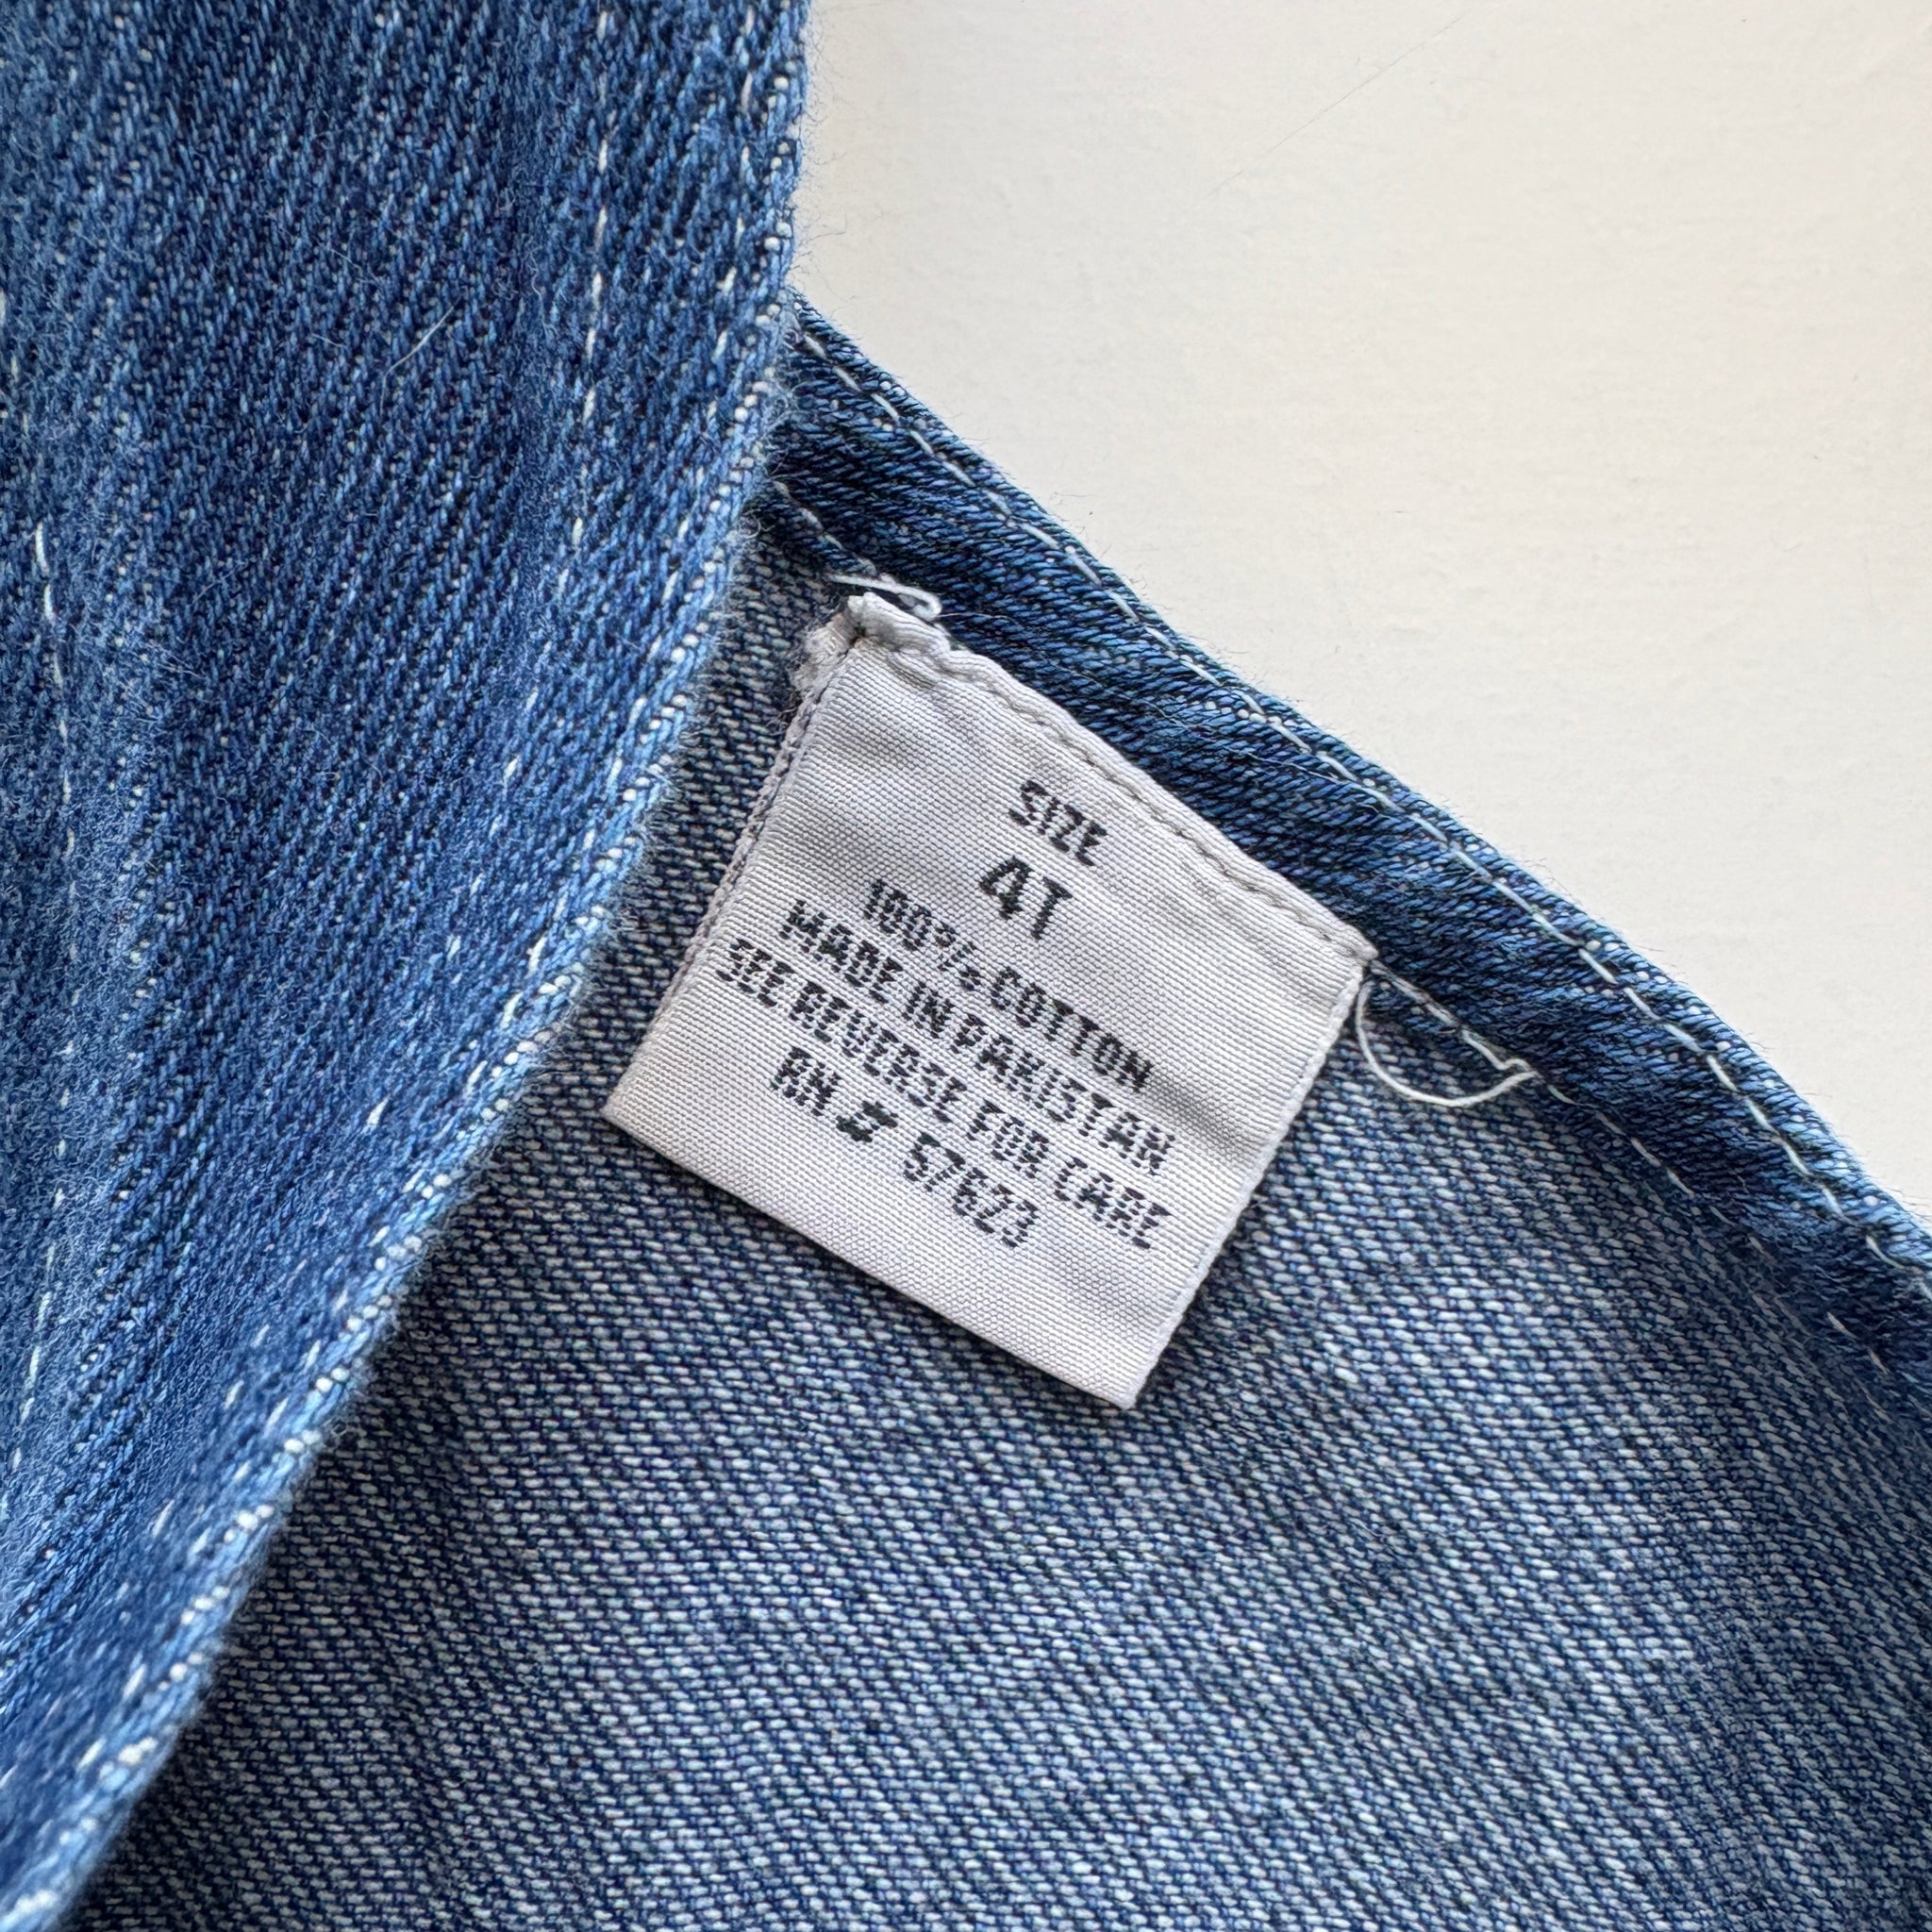 SIZE
4T
100% COTTON
MADE IN PAKISTAN
SEE REVERSE FOR CARE
RN # 57623